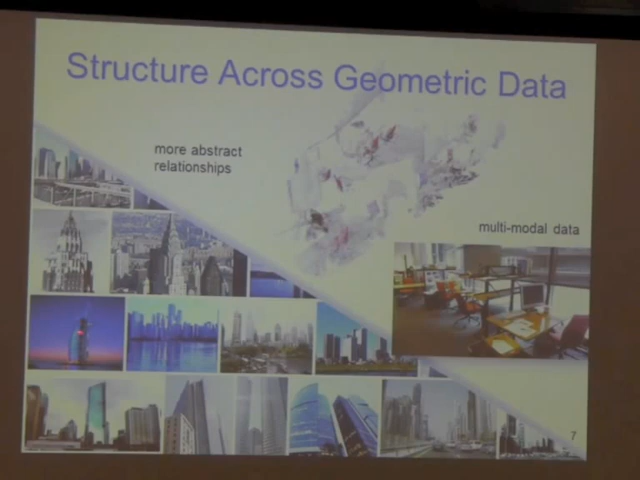 Structure Across Geometric Data
more abstract
relationships
multi-modal data
7